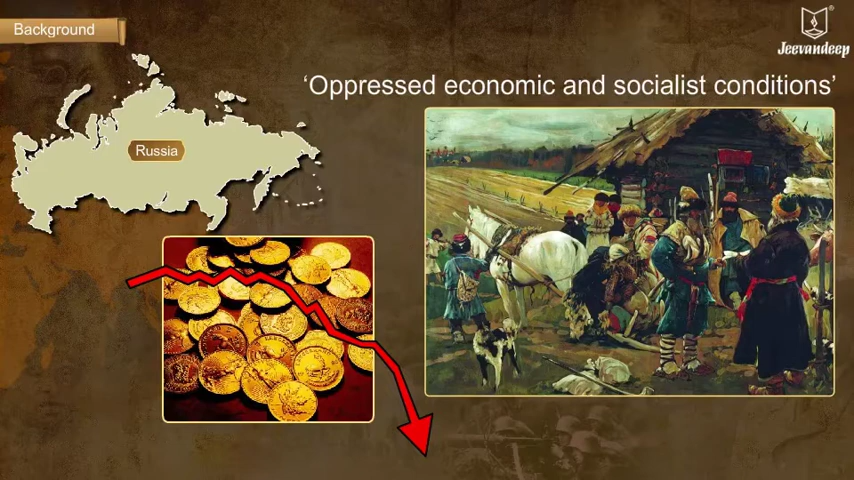 Background
Jeevandeep
‘Oppressed economic and socialist conditions’
Russia